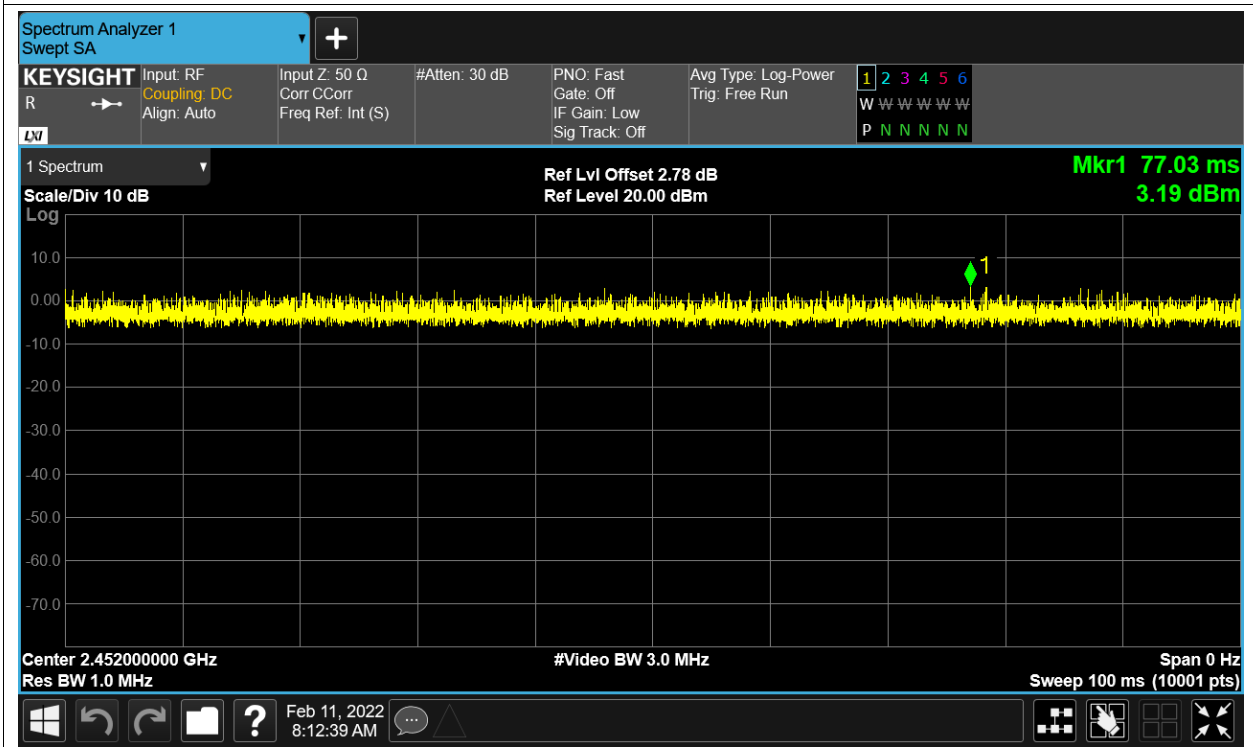 Spectrum Analyzer 1
Swept SA
KEYSIGHT Input: RF Input Z: 50 Ω #Atten: 30 dB PNO: Fast Avg Type: Log-Power 1 2 3 4 5 6
R Coupling: DC Corr CCorr Gate: Off Trig: Free Run W W W W W W
Align: Auto Freq Ref: Int (S) IF Gain: Low
LXI Sig Track: Off P N N N N N
1 Spectrum Ref Lvl Offset 2.78 dB Mkr1 77.03 ms
Scale/Div 10 dB Ref Level 20.00 dBm 3.19 dBm
Log
10.0 1
0.00
-10.0
-20.0
-30.0
-40.0
-50.0
-60.0
-70.0
Center 2.452000000 GHz #Video BW 3.0 MHz Span 0 Hz
Res BW 1.0 MHz Sweep 100 ms (10001 pts)
? Feb 11, 2022
8:12:39 AM